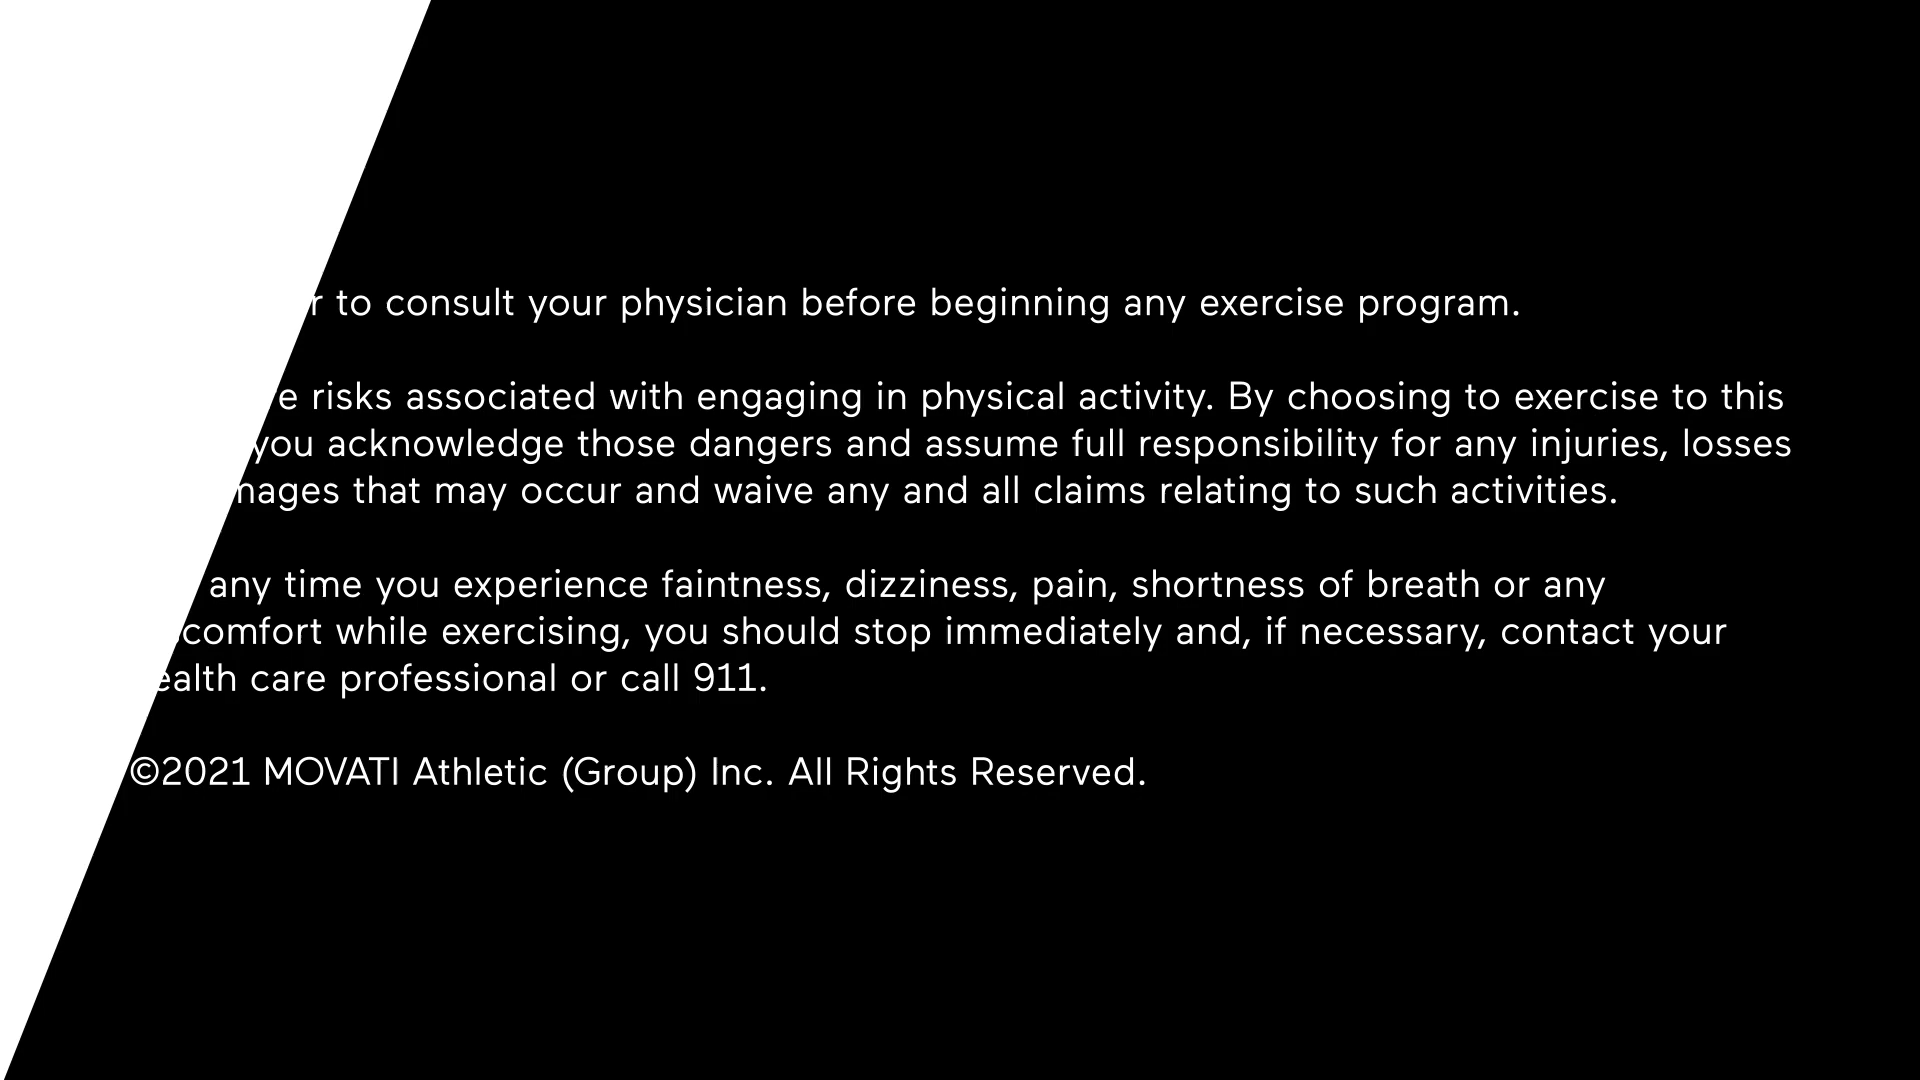 to consult your physician before beginning any exercise program.
risks associated with engaging in physical activity. By choosing to exercise to this
you acknowledge those dangers and assume full responsibility for any injuries, losses
that may occur and waive any and all claims relating to such activities.
any time you experience faintness, dizziness, pain, shortness of breath or any
while exercising, you should stop immediately and, if necessary, contact your
care professional or call 911.
©2021 MOVATI Athletic (Group) Inc. All Rights Reserved.